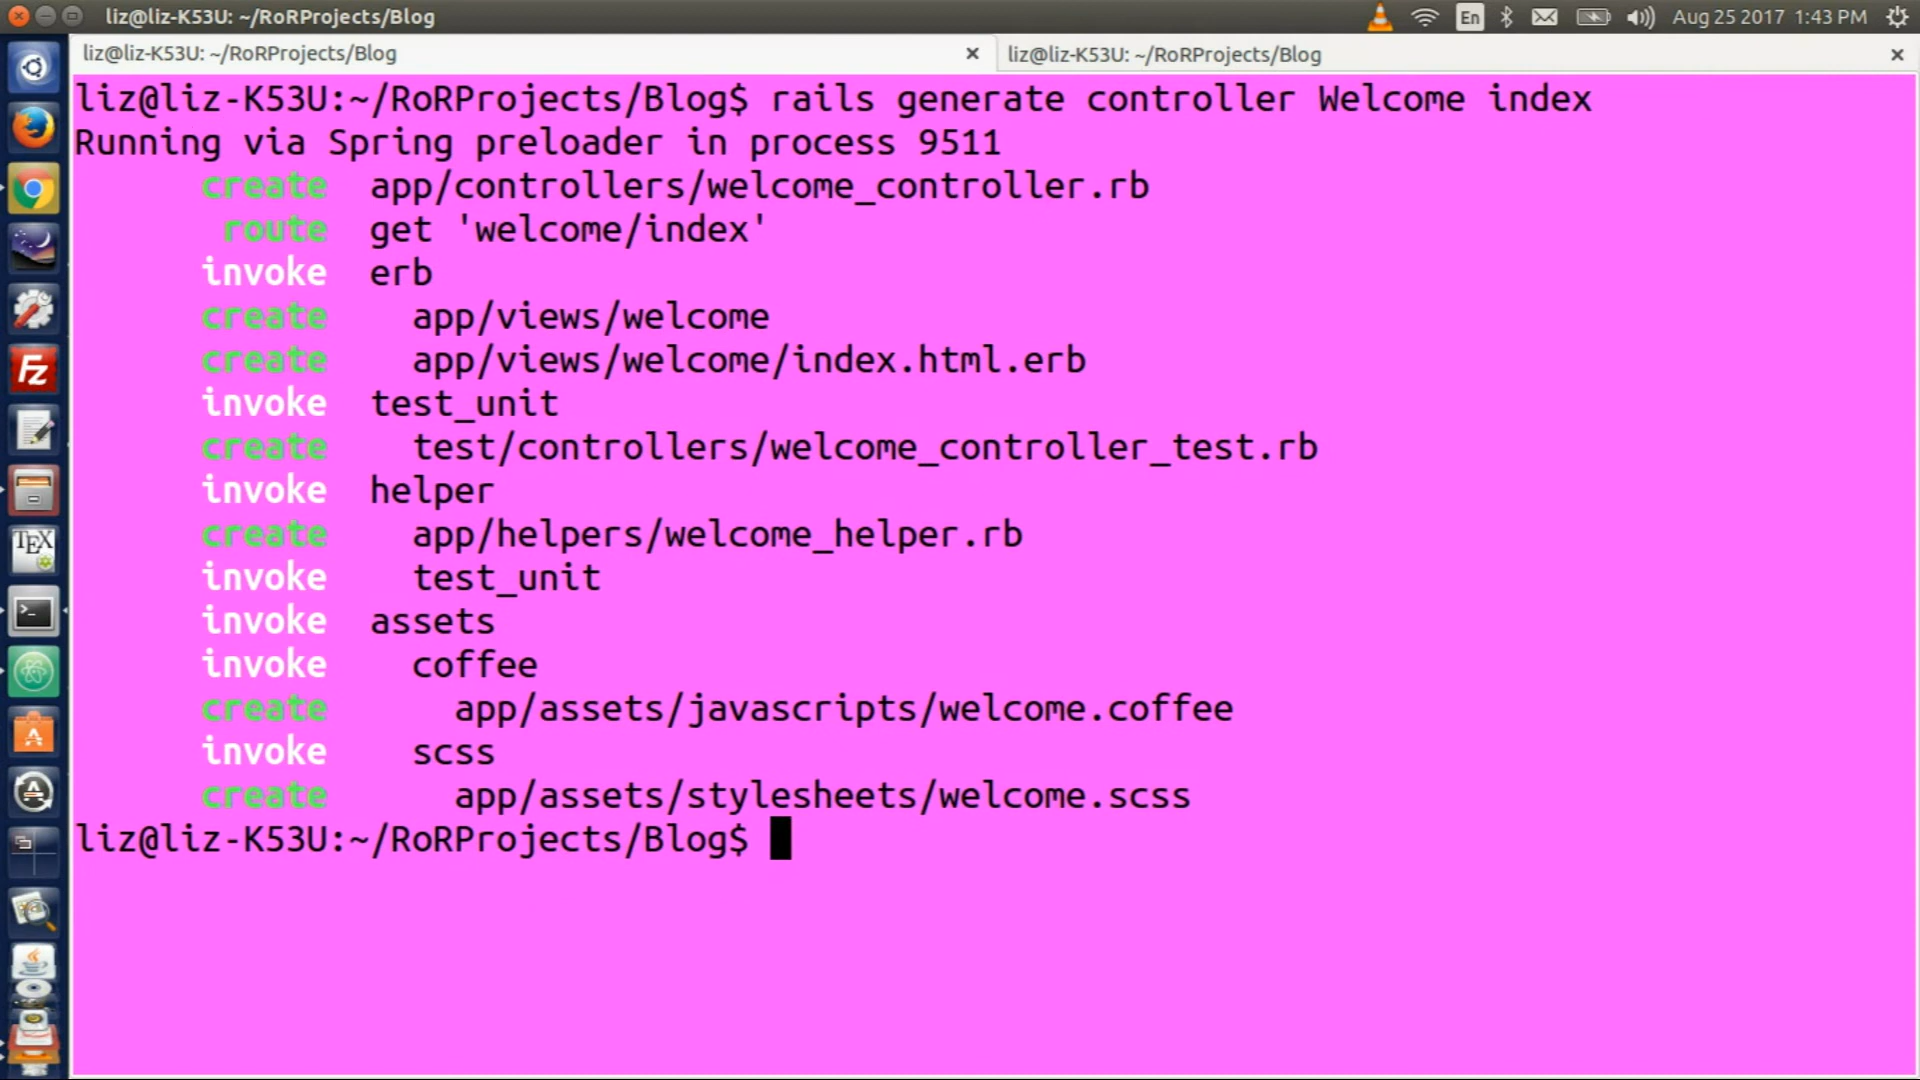 liz@liz-K53U: ~/RoRProjects/Blog
En
Aug 25 2017 1:43 PM
liz@liz-K53U: ~/RoRProjects/Blog
liz@liz-K53U: ~/RoRProjects/Blog
liz@liz-K53U:~/RoRProjects/Blog$ rails generate controller Welcome index
Running via Spring preloader in process 9511
create app/controllers/welcome_controller.rb
route get 'welcome/index'
invoke erb
create app/views/welcome
create app/views/welcome/index.html.erb
invoke test_unit
create test/controllers/welcome_controller_test.rb
invoke helper
create app/helpers/welcome_helper.rb
invoke test_unit
invoke assets
invoke coffee
create app/assets/javascripts/welcome.coffee
invoke scss
create app/assets/stylesheets/welcome.scss
liz@liz-K53U:~/RoRProjects/Blog$
Fz
TEX